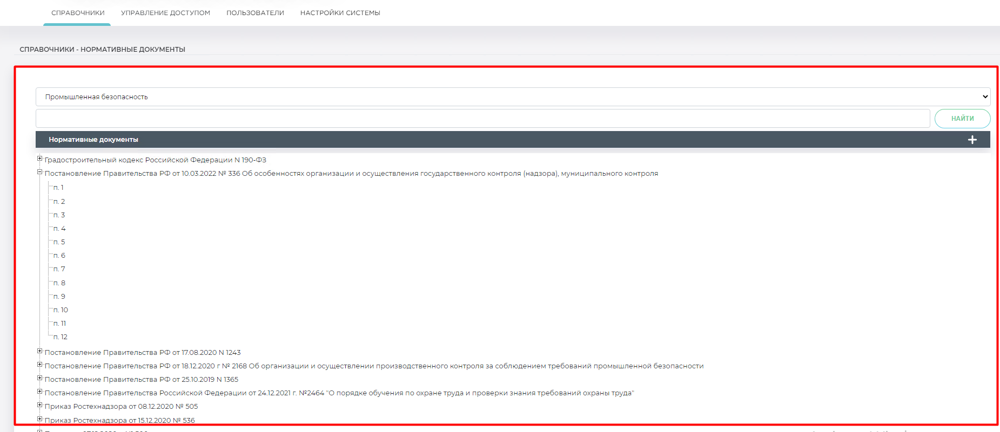 СПРАВОЧНИКИ УПРАВЛЕНИЕ ДОСТУПОМ ПОЛЬЗОВАТЕЛИ НАСТРОЙКИ СИСТЕМЫ
СПРАВОЧНИКИ - НОРМАТИВНЫЕ ДОКУМЕНТЫ
Промышленная безопасность
НАЙТИ
Нормативные документы
Градостроительный кодекс Российской Федерации N 190-ФЗ
Постановление Правительства РФ от 10.03.2022 № 336 Об особенностях организации и осуществления государственного контроля (надзора), муниципального контроля
п. 1
п. 2
п. 3
п. 4
п. 5
п. 6
п. 7
п. 8
п. 9
п. 10
п. 11
п. 12
Постановление Правительства РФ от 17.08.2020 N 1243
Постановление Правительства РФ от 18.12.2020 г № 2168 Об организации и осуществлении производственного контроля за соблюдением требований промышленной безопасности
Постановление Правительства РФ от 25.10.2019 N 1365
Постановление Правительства Российской Федерации от 24.12.2021 г. №2464 "О порядке обучения по охране труда и проверки знания требований охраны труда"
Приказ Ростехнадзора от 08.12.2020 № 505
Приказ Ростехнадзора от 15.12.2020 № 536